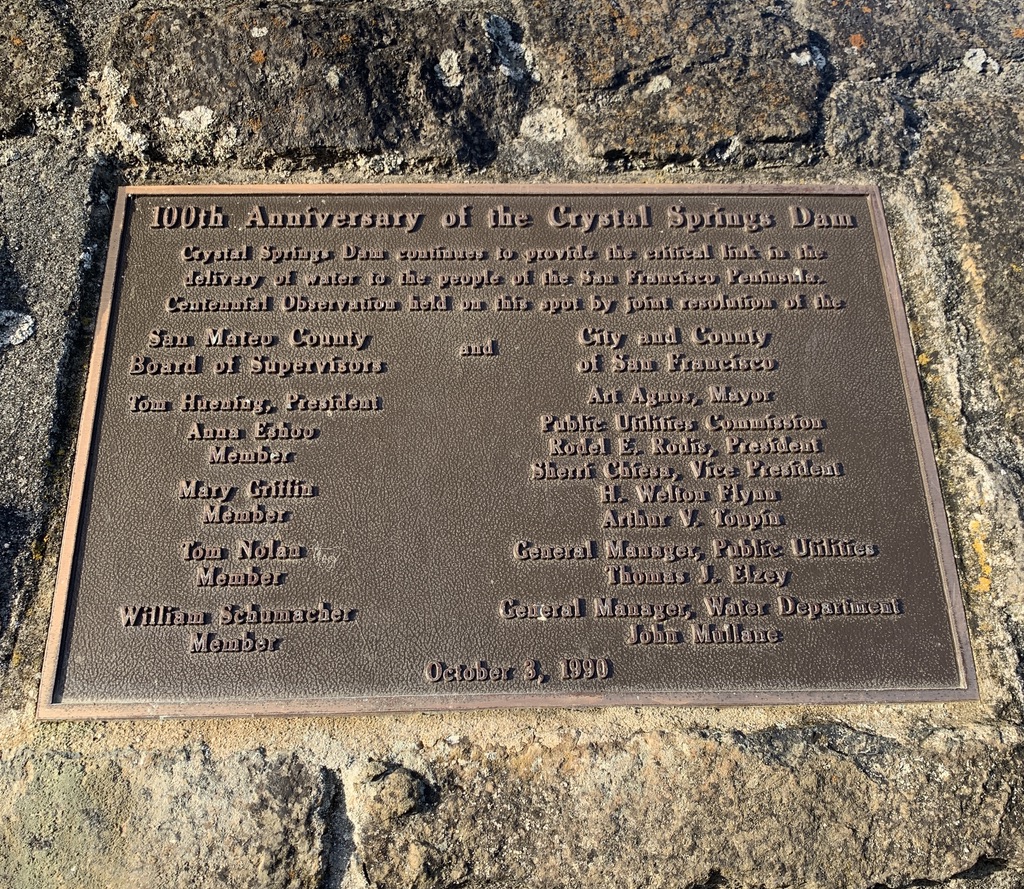 100th Anniversary of the Crystal Springs Dam
Crystal Springs Dam continues to provide the critical link in the
delivery of water to the people of the San Francisco Peninsula.
Centennial Observation held on this spot by joint resolution of the
San Mateo County
Board of Supervisors
Tom Huening, President
Anna Eshoo
Member
Mary Griffin
Member
Tom Nolan
Member
William Schumacher
Member
and
City and County
of San Francisco
Art Agnos, Mayor
Public Utilities Commission
Rodel E. Rodis, President
Sherri Chiesa, Vice President
H. Welton Flynn
Arthur V. Toupin
General Manager, Public Utilities
Thomas J. Elzey
General Manager, Water Department
John Mullane
October 3, 1990